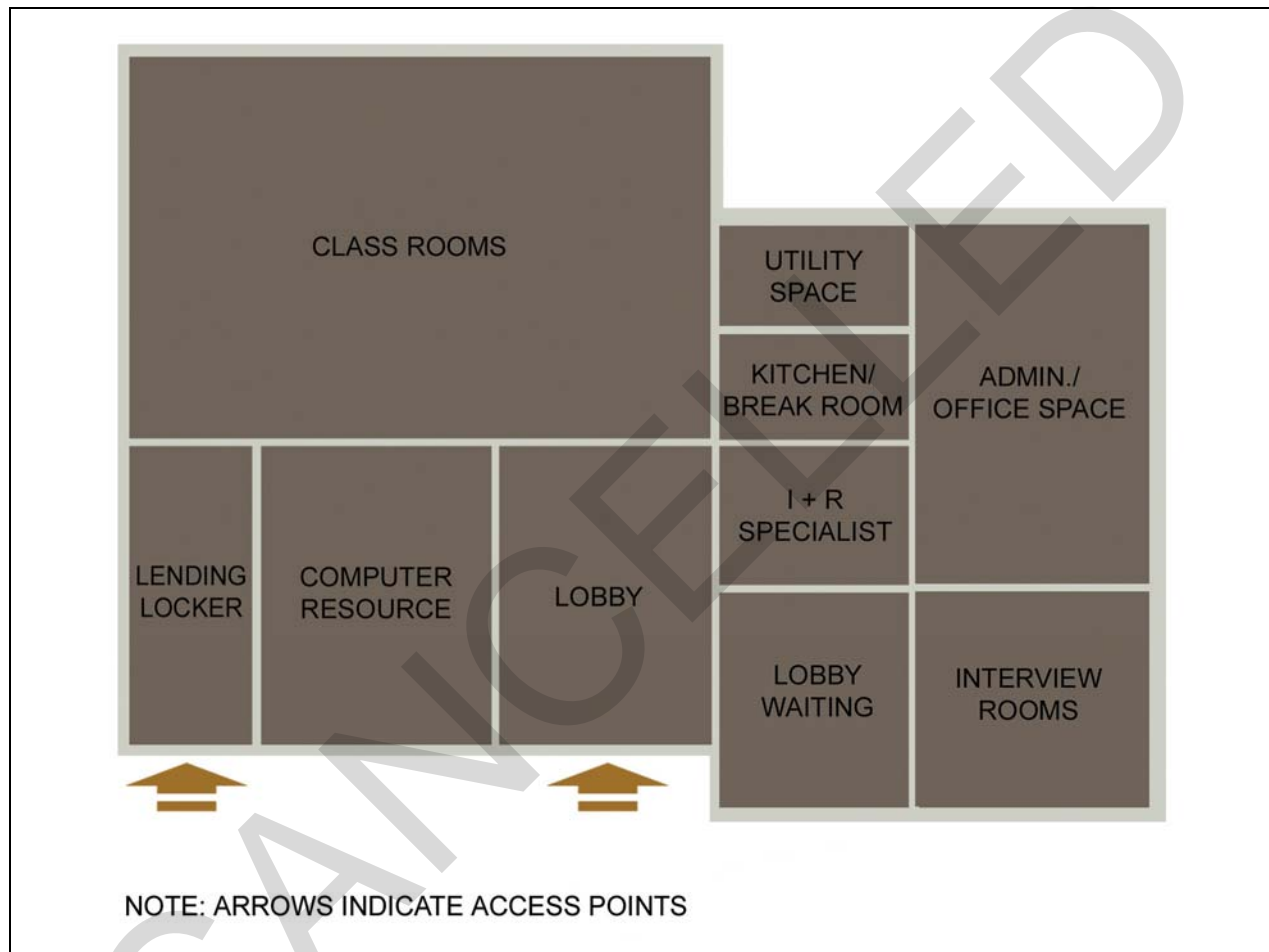 CLASS ROOMS
UTILITY
SPACE
KITCHEN/
BREAK ROOM
ADMIN./
OFFICE SPACE
I + R
SPECIALIST
LENDING
LOCKER
COMPUTER
RESOURCE
LOBBY
LOBBY
WAITING
INTERVIEW
ROOMS
NOTE: ARROWS INDICATE ACCESS POINTS
CANCELLED